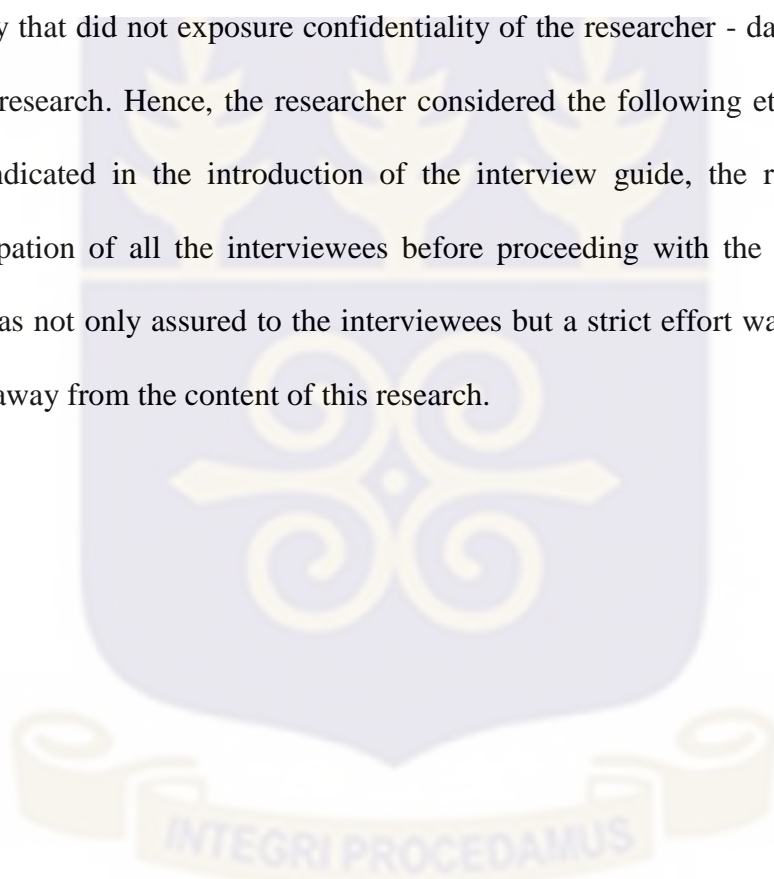 y that did not exposure confidentiality of the researcher - da
research. Hence, the researcher considered the following et
ndicated in the introduction of the interview guide, the r
pation of all the interviewees before proceeding with the
as not only assured to the interviewees but a strict effort wa
away from the content of this research.
INTEGRI PROCEDAMUS